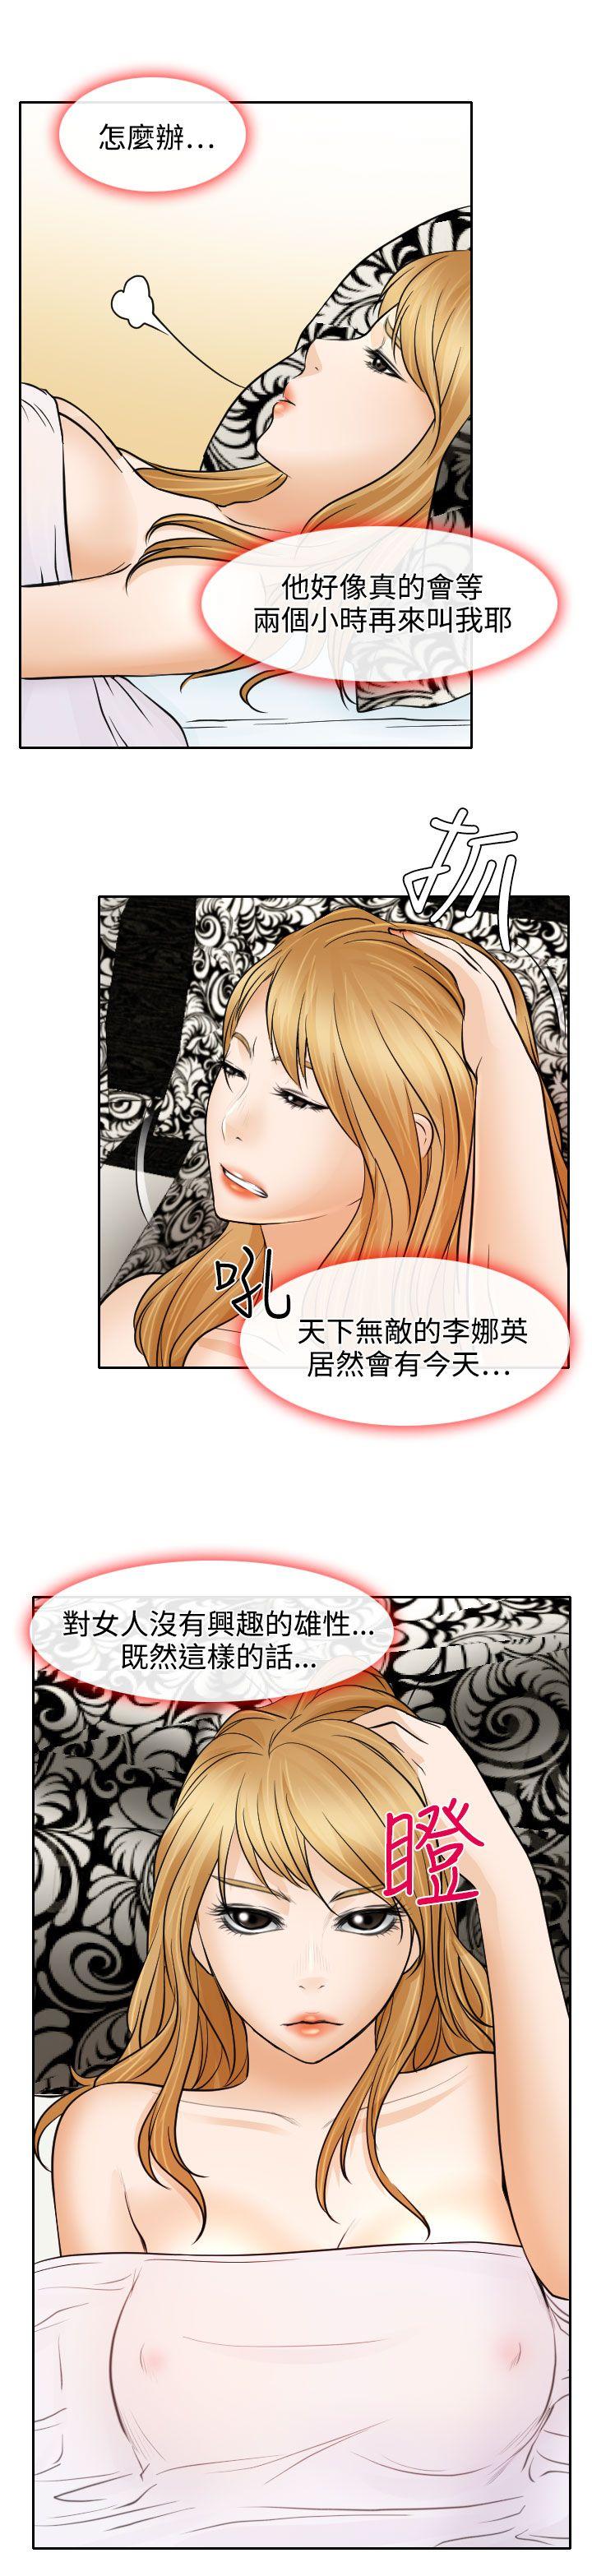 怎麼辦...
他好像真的會等
兩個小時再來叫我耶
抓
吼
天下無敵的李娜英
居然會有今天...
對女人沒有興趣的雄性...
既然這樣的話...
瞪